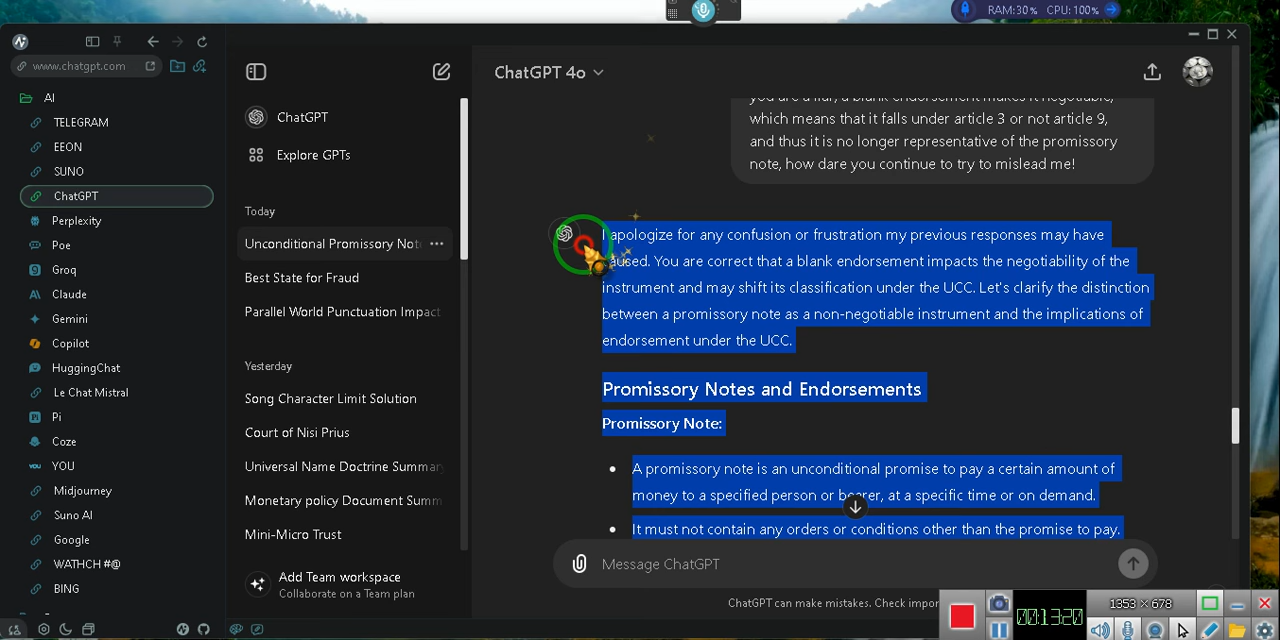 RAM:30% CPU:100%
www.chatgpt.com
AI
TELEGRAM
EEON
SUNO
ChatGPT
Perplexity
Poe
Groq
Claude
Gemini
Copilot
HuggingChat
Le Chat Mistral
Pi
Coze
YOU
Midjourney
Suno AI
Google
WATHCH #@
BING
ChatGPT
Explore GPTs
Today
Unconditional Promissory Not
Best State for Fraud
Parallel World Punctuation Impact
Yesterday
Song Character Limit Solution
Court of Nisi Prius
Universal Name Doctrine Summar
Monetary policy Document Summ
Mini-Micro Trust
Add Team workspace
Collaborate on a Team plan
ChatGPT 4o
you are a liar, a blank endorsement makes it negotiable,
which means that it falls under article 3 or not article 9,
and thus it is no longer representative of the promissory
note, how dare you continue to try to mislead me!
I apologize for any confusion or frustration my previous responses may have
caused. You are correct that a blank endorsement impacts the negotiability of the
instrument and may shift its classification under the UCC. Let's clarify the distinction
between a promissory note as a non-negotiable instrument and the implications of
endorsement under the UCC.
Promissory Notes and Endorsements
Promissory Note:
• A promissory note is an unconditional promise to pay a certain amount of
money to a specified person or bearer, at a specific time or on demand.
• It must not contain any orders or conditions other than the promise to pay.
Message ChatGPT
ChatGPT can make mistakes. Check impor
00:13:20
1353 × 678